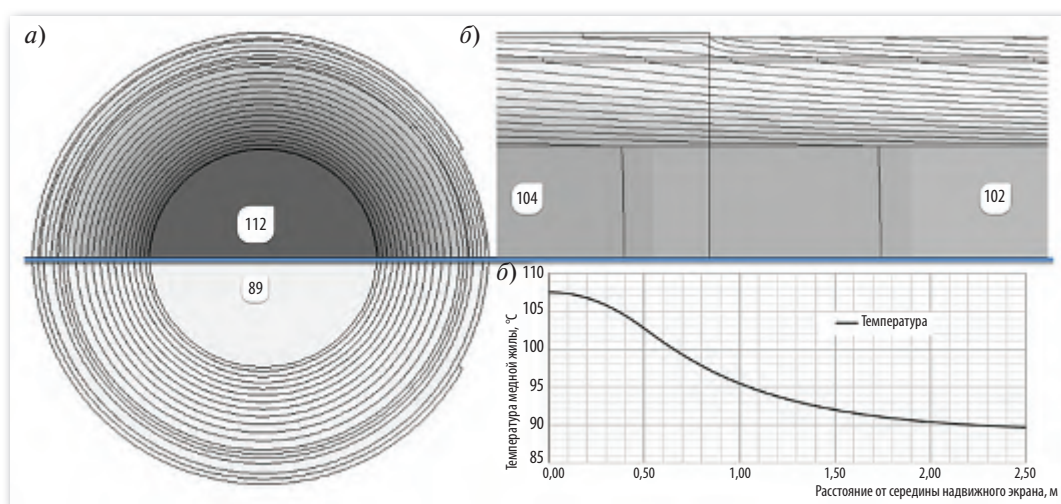 а)
112
89
б)
104
102
б)
Температура медной жилы, °C
110
105
100
95
90
85
Температура
0,00
0,50
1,00
1,50
2,00
2,50
Расстояние от середины надвижного экрана, м